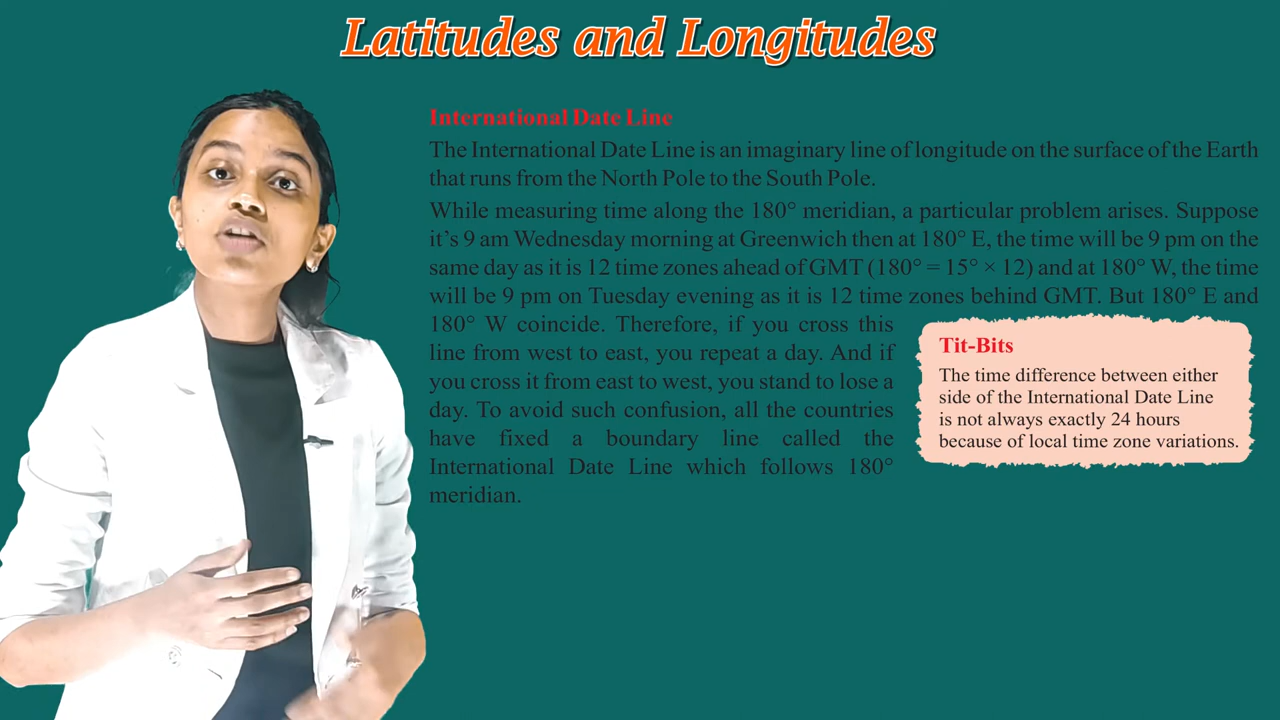 Latitudes and Longitudes
International Date Line
The International Date Line is an imaginary line of longitude on the surface of the Earth
that runs from the North Pole to the South Pole.
While measuring time along the 180° meridian, a particular problem arises. Suppose
it's 9 am Wednesday morning at Greenwich then at 180° E, the time will be 9 pm on the
same day as it is 12 time zones ahead of GMT (180° = 15° × 12) and at 180° W, the time
will be 9 pm on Tuesday evening as it is 12 time zones behind GMT. But 180° E and
180° W coincide. Therefore, if you cross this
line from west to east, you repeat a day. And if
you cross it from east to west, you stand to lose a
day. To avoid such confusion, all the countries
have fixed a boundary line called the
International Date Line which follows 180°
meridian.
Tit-Bits
The time difference between either
side of the International Date Line
is not always exactly 24 hours
because of local time zone variations.